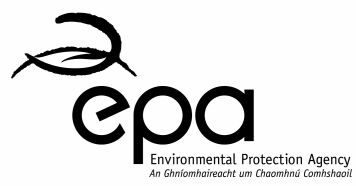 epa
Environmental Protection Agency
An Ghníomhaireacht um Chaomhnú Comhshaoil